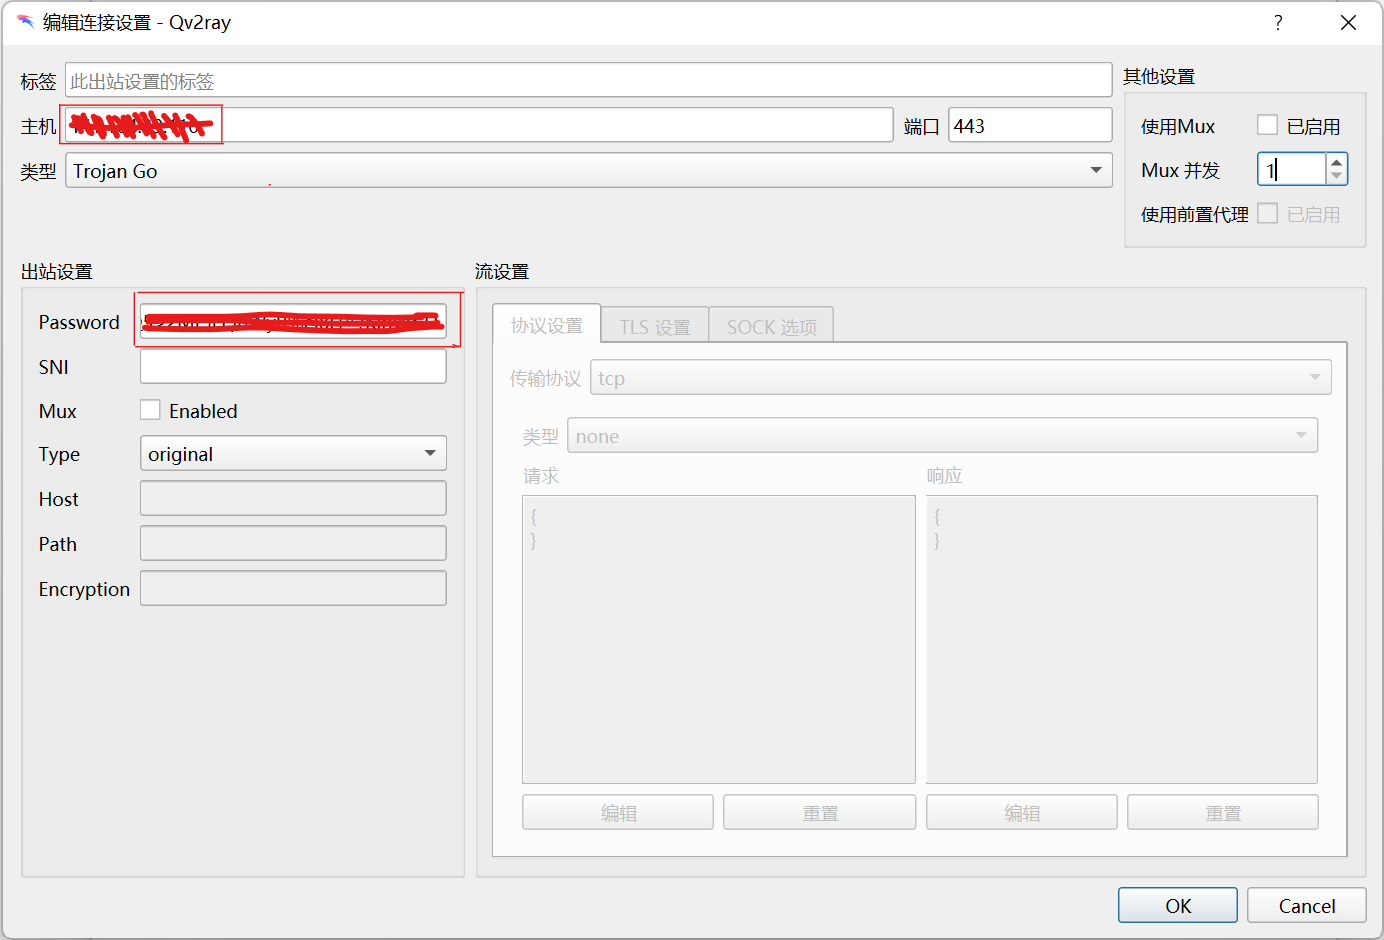 编辑连接设置 - Qv2ray
?
标签 此出站设置的标签
主机
端口 443
类型 Trojan Go
其他设置
使用Mux 已启用
Mux 并发 1
使用前置代理 已启用
出站设置
Password
SNI
Mux Enabled
Type original
Host
Path
Encryption
流设置
协议设置 TLS 设置 SOCK 选项
传输协议 tcp
类型 none
请求 响应
{ {
} }
编辑 重置 编辑 重置
OK Cancel